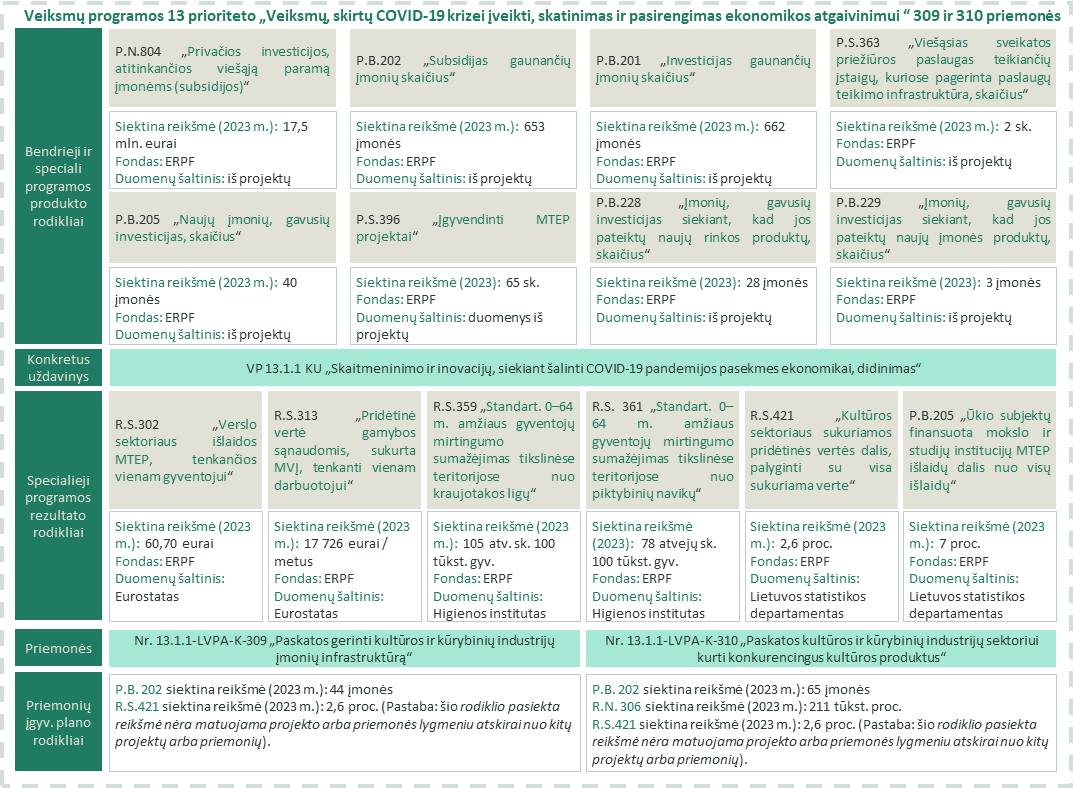 Veiksmų programos 13 prioriteto „Veiksmų, skirtų COVID-19 krizei įveikti, skatinimas ir pasirengimas ekonomikos atgaivinimui “ 309 ir 310 priemonės
Bendrieji ir
speciali
programos
produkto
rodikliai
P.N.804 „Privačios investicijos,
atitinkančios viešąją paramą
įmonėms (subsidijos)“
P.B.202 „Subsidijas gaunančių
įmonių skaičius“
P.B.201 „Investicijas gaunančių
įmonių skaičius“
P.S.363 „Viešąsias sveikatos
priežiūros paslaugas teikiančių
įstaigų, kuriose pagerinta paslaugų
teikimo infrastruktūra, skaičius“
Siektina reikšmė (2023 m.): 17,5
mln. eurai
Fondas: ERPF
Duomenų šaltinis: iš projektų
Siektina reikšmė (2023 m.): 653
įmonės
Fondas: ERPF
Duomenų šaltinis: iš projektų
Siektina reikšmė (2023 m.): 662
įmonės
Fondas: ERPF
Duomenų šaltinis: iš projektų
Siektina reikšmė (2023 m.): 2 sk.
Fondas: ERPF
Duomenų šaltinis: iš projektų
P.B.205 „Naujų įmonių, gavusių
investicijas, skaičius“
P.S.396 „Įgyvendinti MTEP
projektai“
P.B.228 „Įmonių, gavusių
investicijas siekiant, kad jos
pateiktų naujų rinkos produktų,
skaičius“
P.B.229 „Įmonių, gavusių
investicijas siekiant, kad jos
pateiktų naujų įmonės produktų,
skaičius“
Siektina reikšmė (2023 m.): 40
įmonės
Fondas: ERPF
Duomenų šaltinis: iš projektų
Siektina reikšmė (2023): 65 sk.
Fondas: ERPF
Duomenų šaltinis: duomenys iš
projektų
Siektina reikšmė (2023): 28 įmonės
Fondas: ERPF
Duomenų šaltinis: iš projektų
Siektina reikšmė (2023): 3 įmonės
Fondas: ERPF
Duomenų šaltinis: iš projektų
Konkretus
uždavinys
VP 13.1.1 KU „Skaitmeninimo ir inovacijų, siekiant šalinti COVID-19 pandemijos pasekmes ekonomikai, didinimas“
Specialieji
programos
rezultato
rodikliai
R.S.302 „Verslo
sektoriaus išlaidos
MTEP, tenkančios
vienam gyventojui“
R.S.313 „Pridėtinė
vertė gamybos
sąnaudomis, sukurta
MVĮ, tenkanti vienam
darbuotojui“
R.S.359 „Standart. 0–64
m. amžiaus gyventojų
mirtingumo
sumažėjimas tikslinėse
teritorijose nuo
kraujotakos ligų“
R.S. 361 „Standart. 0–
64 m. amžiaus
gyventojų mirtingumo
sumažėjimas tikslinėse
teritorijose nuo
piktybinių navikų“
R.S.421 „Kultūros
sektoriaus sukuriamos
pridėtinės vertės dalis,
palyginti su visa
sukuriama verte“
P.B.205 „Ūkio subjektų
finansuota mokslo ir
studijų institucijų MTEP
išlaidų dalis nuo visų
išlaidų“
Siektina reikšmė (2023
m.): 60,70 eurai
Fondas: ERPF
Duomenų šaltinis:
Eurostatas
Siektina reikšmė (2023
m.): 17 726 eurai /
metus
Fondas: ERPF
Duomenų šaltinis:
Eurostatas
Siektina reikšmė (2023
m.): 105 atv. sk. 100
tūkst. gyv.
Fondas: ERPF
Duomenų šaltinis:
Higienos institutas
Siektina reikšmė
(2023): 78 atvejų sk.
100 tūkst. gyv.
Fondas: ERPF
Duomenų šaltinis:
Higienos institutas
Siektina reikšmė (2023
m.): 2,6 proc.
Fondas: ERPF
Duomenų šaltinis:
Lietuvos statistikos
departamentas
Siektina reikšmė (2023
m.): 7 proc.
Fondas: ERPF
Duomenų šaltinis:
Lietuvos statistikos
departamentas
Priemonės
Nr. 13.1.1-LVPA-K-309 „Paskatos gerinti kultūros ir kūrybinių industrijų
įmonių infrastruktūrą“
Nr. 13.1.1-LVPA-K-310 „Paskatos kultūros ir kūrybinių industrijų sektoriui
kurti konkurencingus kultūros produktus“
Priemonių
įgyv. plano
rodikliai
P.B. 202 siektina reikšmė (2023 m.): 44 įmonės
R.S.421 siektina reikšmė (2023 m.): 2,6 proc. (Pastaba: šio rodiklio pasiekta
reikšmė nėra matuojama projekto arba priemonės lygmeniu atskirai nuo kitų
projektų arba priemonių).
P.B. 202 siektina reikšmė (2023 m.): 65 įmonės
R.N. 306 siektina reikšmė (2023 m.): 211 tūkst. proc.
R.S.421 siektina reikšmė (2023 m.): 2,6 proc. (Pastaba: šio rodiklio pasiekta
reikšmė nėra matuojama projekto arba priemonės lygmeniu atskirai nuo kitų
projektų arba priemonių).